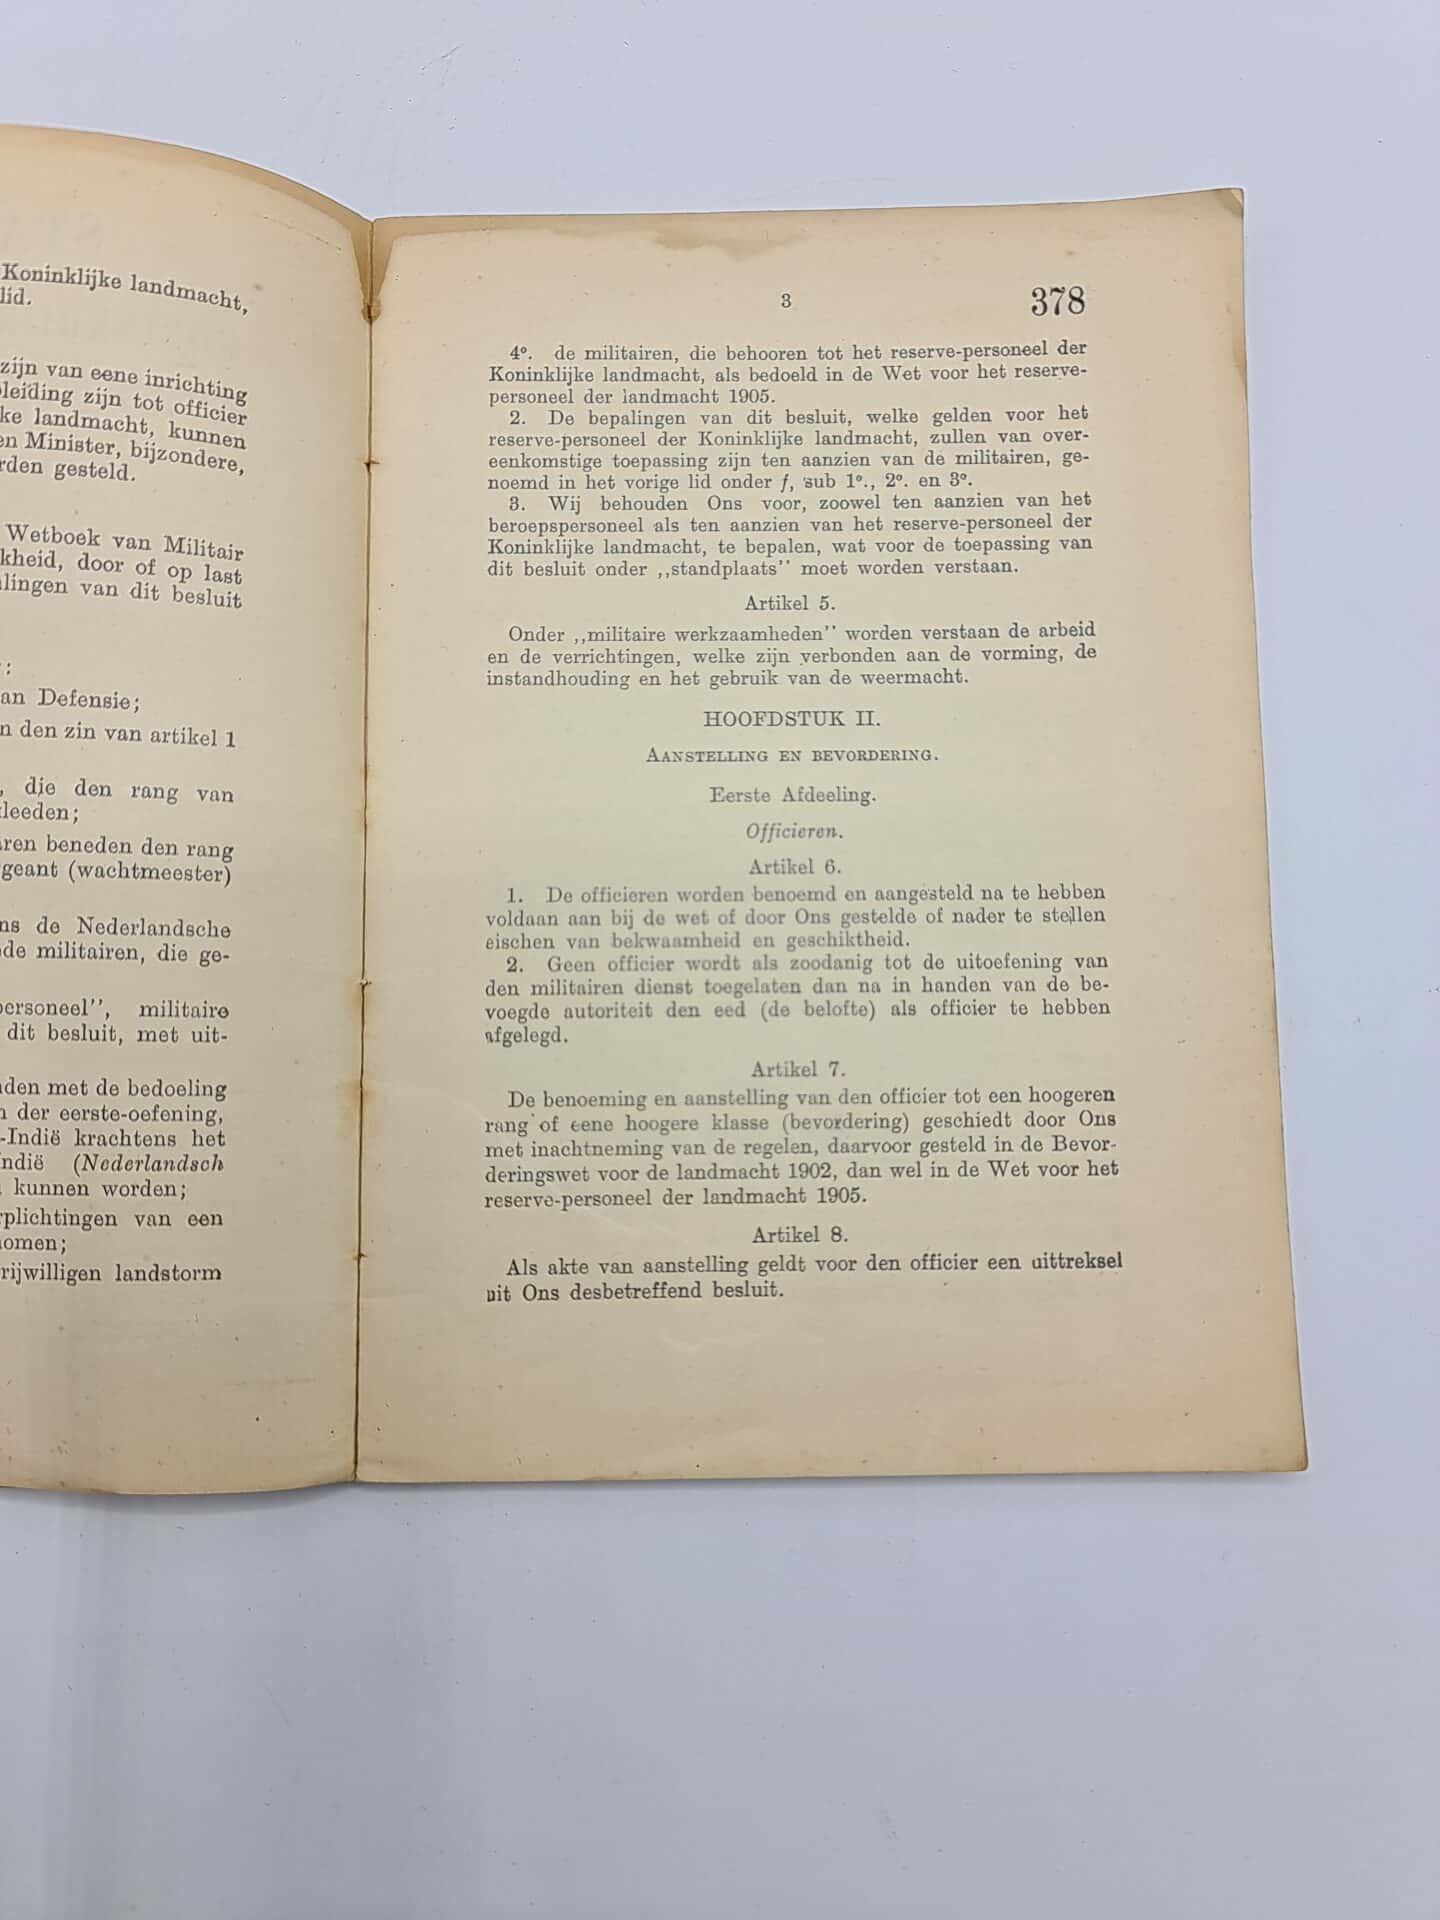 Koninklijke landmacht,
lid.
zijn van eene inrichting
leiding zijn tot officier
ke landmacht, kunnen
en Minister, bijzondere,
rden gesteld.
Wetboek van Militair
kheid, door of op last
lingen van dit besluit
;
an Defensie;
n den zin van artikel 1
, die den rang van
leeden;
ren beneden den rang
geant (wachtmeester)
ns de Nederlandsche
de militairen, die ge-
personeel", militaire
dit besluit, met uit-
den met de bedoeling
n der eerste-oefening,
-Indië krachtens het
ndië (Nederlandsch
kunnen worden;
rplichtingen van een
omen;
rijwilligen landstorm
3
378
4°. de militairen, die behooren tot het reserve-personeel der
Koninklijke landmacht, als bedoeld in de Wet voor het reserve-
personeel der landmacht 1905.
2. De bepalingen van dit besluit, welke gelden voor het
reserve-personeel der Koninklijke landmacht, zullen van over-
eenkomstige toepassing zijn ten aanzien van de militairen, ge-
noemd in het vorige lid onder f, sub 1°., 2°. en 3°.
3. Wij behouden Ons voor, zoowel ten aanzien van het
beroepspersoneel als ten aanzien van het reserve-personeel der
Koninklijke landmacht, te bepalen, wat voor de toepassing van
dit besluit onder ,,standplaats'' moet worden verstaan.
Artikel 5.
Onder ,,militaire werkzaamheden'' worden verstaan de arbeid
en de verrichtingen, welke zijn verbonden aan de vorming, de
instandhouding en het gebruik van de weermacht.
HOOFDSTUK II.
AANSTELLING EN BEVORDERING.
Eerste Afdeeling.
Officieren.
Artikel 6.
1. De officieren worden benoemd en aangesteld na te hebben
voldaan aan bij de wet of door Ons gestelde of nader te stellen
eischen van bekwaamheid en geschiktheid.
2. Geen officier wordt als zoodanig tot de uitoefening van
den militairen dienst toegelaten dan na in handen van de be-
voegde autoriteit den eed (de belofte) als officier te hebben
afgelegd.
Artikel 7.
De benoeming en aanstelling van den officier tot een hoogeren
rang of eene hoogere klasse (bevordering) geschiedt door Ons
met inachtneming van de regelen, daarvoor gesteld in de Bevor-
deringswet voor de landmacht 1902, dan wel in de Wet voor het
reserve-personeel der landmacht 1905.
Artikel 8.
Als akte van aanstelling geldt voor den officier een uittreksel
uit Ons desbetreffend besluit.